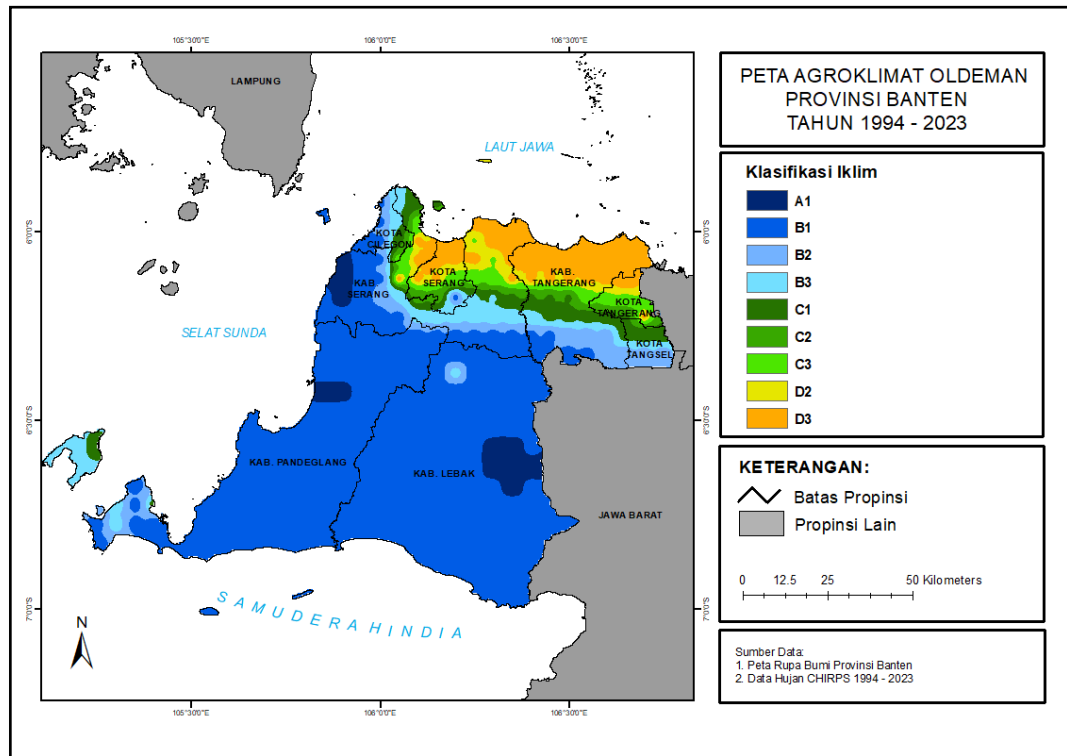 105°30'0"E
106°0'0"E
106°30'0"E
LAMPUNG
LAUT JAWA
6°0'0"S
6°0'0"S
KOTA
CILEGON
KAB
SERANG
KOTA
SERANG
KAB.
TANGERANG
KOTA
TANGERANG
KOTA
TANGSEL
SELAT SUNDA
6°30'0"S
6°30'0"S
KAB. PANDEGLANG
KAB. LEBAK
JAWA BARAT
7°0'0"S
7°0'0"S
SAMUDERA HINDIA
N
105°30'0"E
106°0'0"E
106°30'0"E
PETA AGROKLIMAT OLDEMAN
PROVINSI BANTEN
TAHUN 1994 - 2023
Klasifikasi Iklim
A1
B1
B2
B3
C1
C2
C3
D2
D3
KETERANGAN:
Batas Propinsi
Propinsi Lain
0 12.5 25 50 Kilometers
Sumber Data:
1. Peta Rupa Bumi Provinsi Banten
2. Data Hujan CHIRPS 1994 - 2023